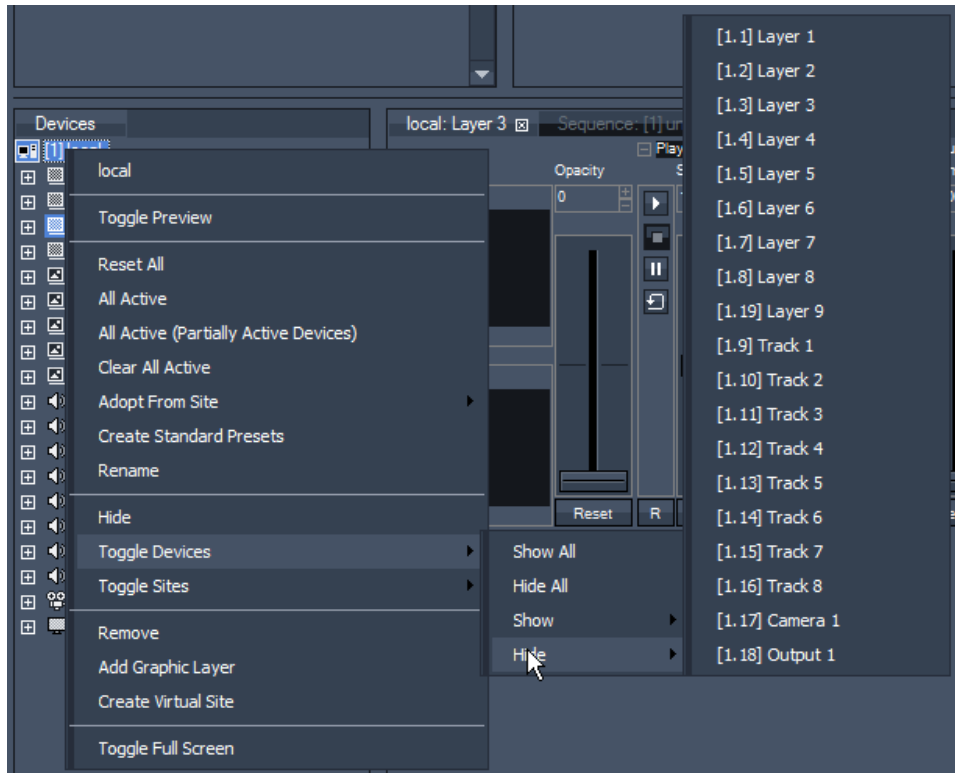 Devices
[1] local
local
Toggle Preview
Reset All
All Active
All Active (Partially Active Devices)
Clear All Active
Adopt From Site
Create Standard Presets
Rename
Hide
Toggle Devices
Toggle Sites
Remove
Add Graphic Layer
Create Virtual Site
Toggle Full Screen
local: Layer 3
Sequence: [1] un
Play
Opacity
0
Reset
R
Show All
Hide All
Show
Hide
[1.1] Layer 1
[1.2] Layer 2
[1.3] Layer 3
[1.4] Layer 4
[1.5] Layer 5
[1.6] Layer 6
[1.7] Layer 7
[1.8] Layer 8
[1.19] Layer 9
[1.9] Track 1
[1.10] Track 2
[1.11] Track 3
[1.12] Track 4
[1.13] Track 5
[1.14] Track 6
[1.15] Track 7
[1.16] Track 8
[1.17] Camera 1
[1.18] Output 1